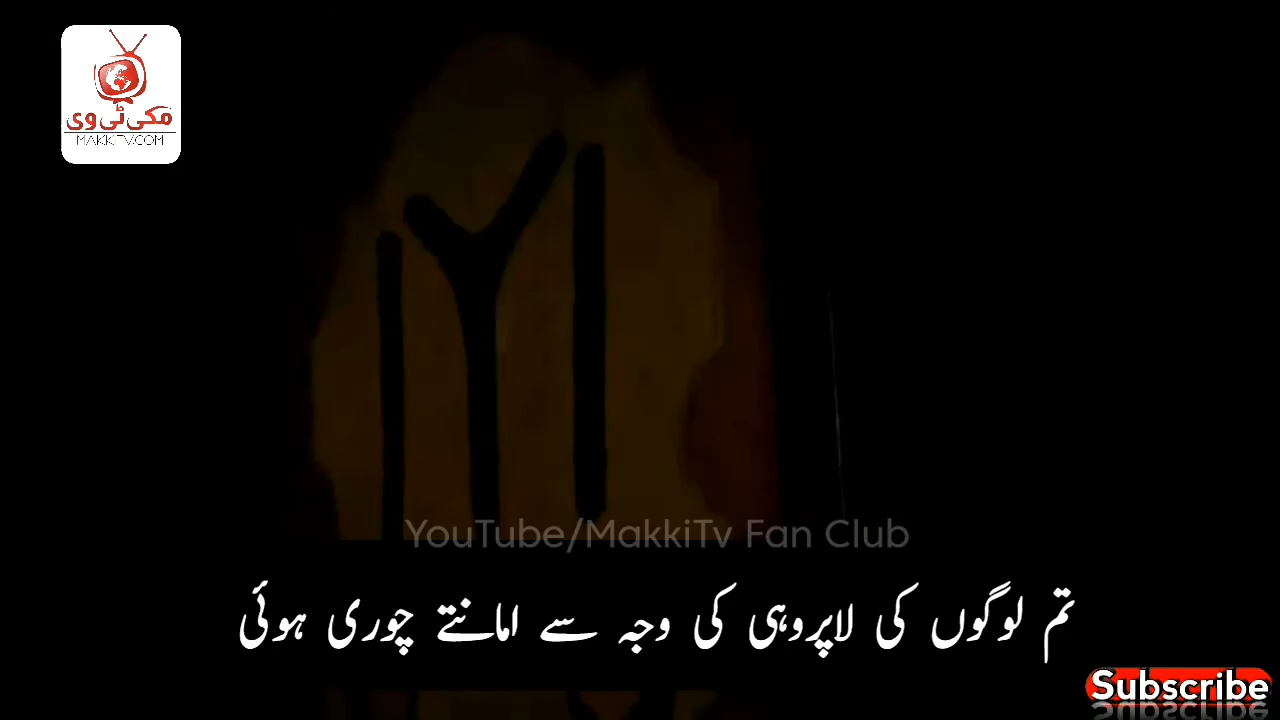 مکی ٹی وی
MAKKITV.COM
YouTube/MakkiTv Fan Club
تم لوگوں کی لاپروہی کی وجہ سے امانتے چوری ہوئی
Subscribe